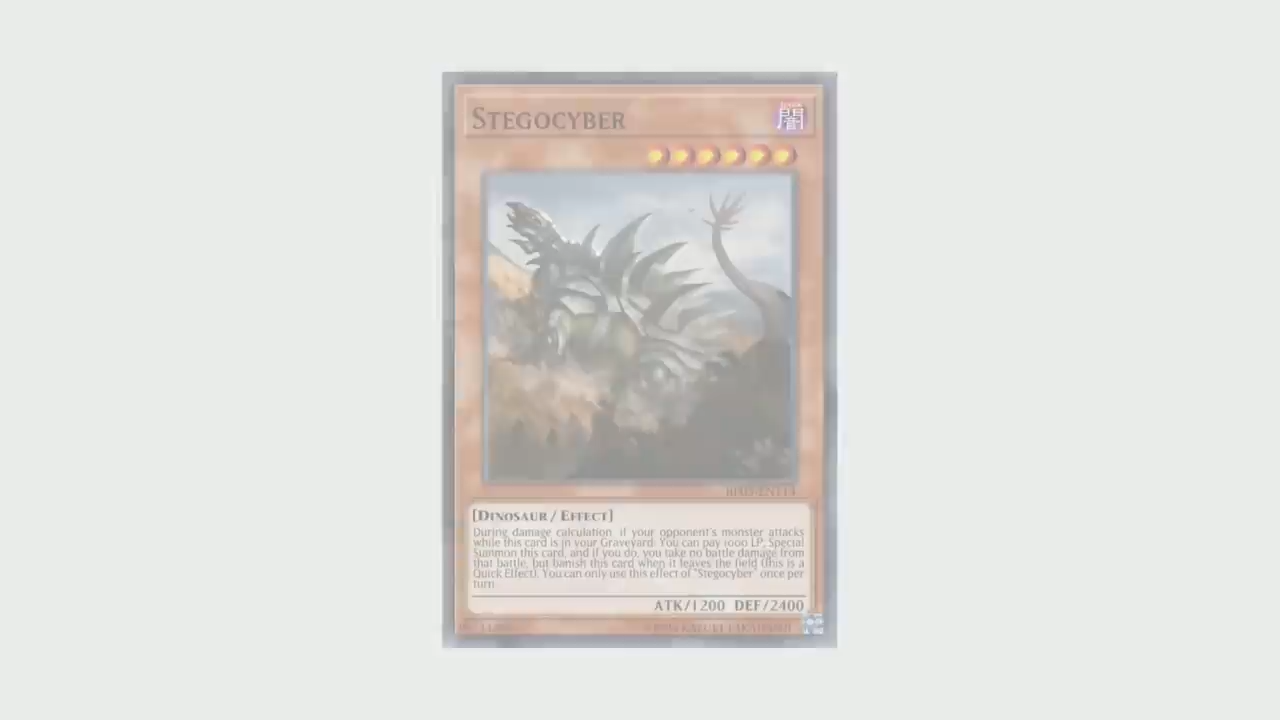 STEGOCYBER
闇
[DINOSAUR / EFFECT]
During damage calculation, if your opponent's monster attacks
while this card is in your Graveyard: You can pay 1000 LP; Special
Summon this card, and if you do, you take no battle damage from
that battle, but banish this card when it leaves the field (this is a
Quick Effect). You can only use this effect of "Stegocyber" once per
turn.
ATK/1200 DEF/2400
KAZUKI TAKAHASHI